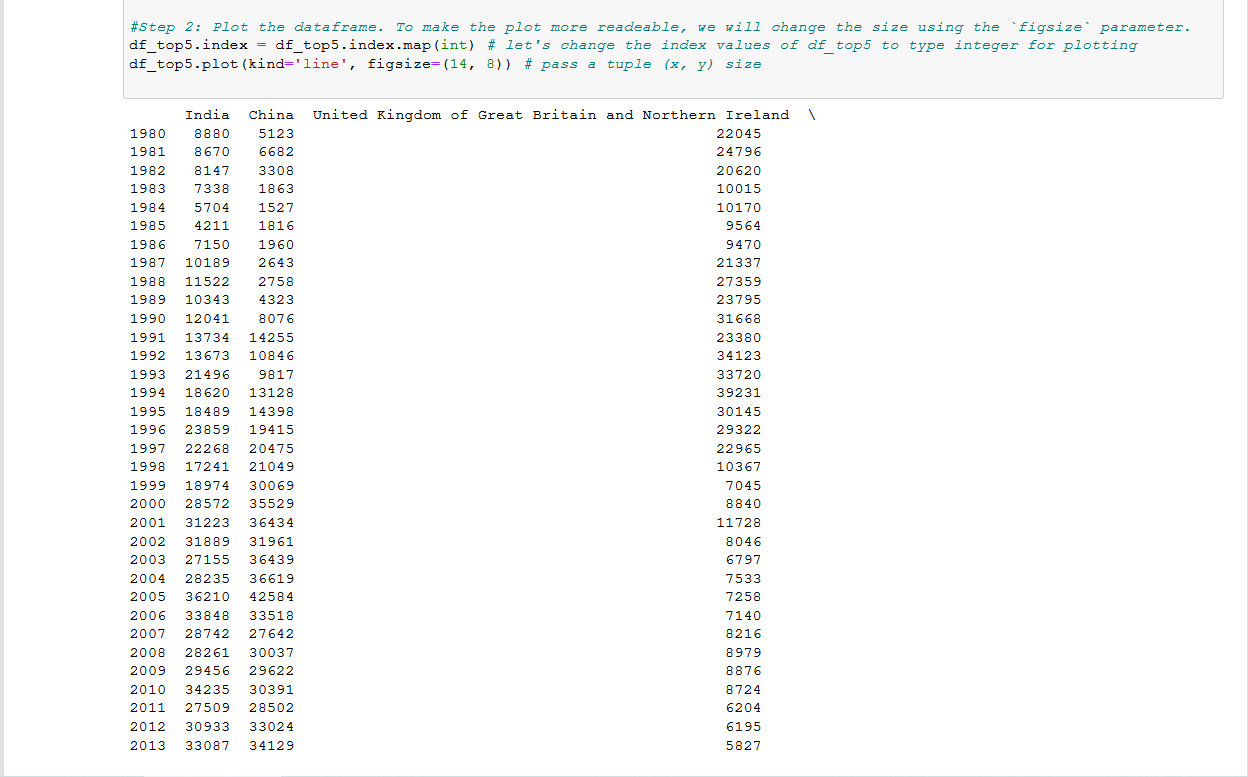 #Step 2: Plot the dataframe. To make the plot more readeable, we will change the size using the `figsize` parameter.
df_top5.index = df_top5.index.map(int) # let's change the index values of df_top5 to type integer for plotting
df_top5.plot(kind='line', figsize=(14, 8)) # pass a tuple (x, y) size
India China United Kingdom of Great Britain and Northern Ireland \
1980 8880 5123 22045
1981 8670 6682 24796
1982 8147 3308 20620
1983 7338 1863 10015
1984 5704 1527 10170
1985 4211 1816 9564
1986 7150 1960 9470
1987 10189 2643 21337
1988 11522 2758 27359
1989 10343 4323 23795
1990 12041 8076 31668
1991 13734 14255 23380
1992 13673 10846 34123
1993 21496 9817 33720
1994 18620 13128 39231
1995 18489 14398 30145
1996 23859 19415 29322
1997 22268 20475 22965
1998 17241 21049 10367
1999 18974 30069 7045
2000 28572 35529 8840
2001 31223 36434 11728
2002 31889 31961 8046
2003 27155 36439 6797
2004 28235 36619 7533
2005 36210 42584 7258
2006 33848 33518 7140
2007 28742 27642 8216
2008 28261 30037 8979
2009 29456 29622 8876
2010 34235 30391 8724
2011 27509 28502 6204
2012 30933 33024 6195
2013 33087 34129 5827